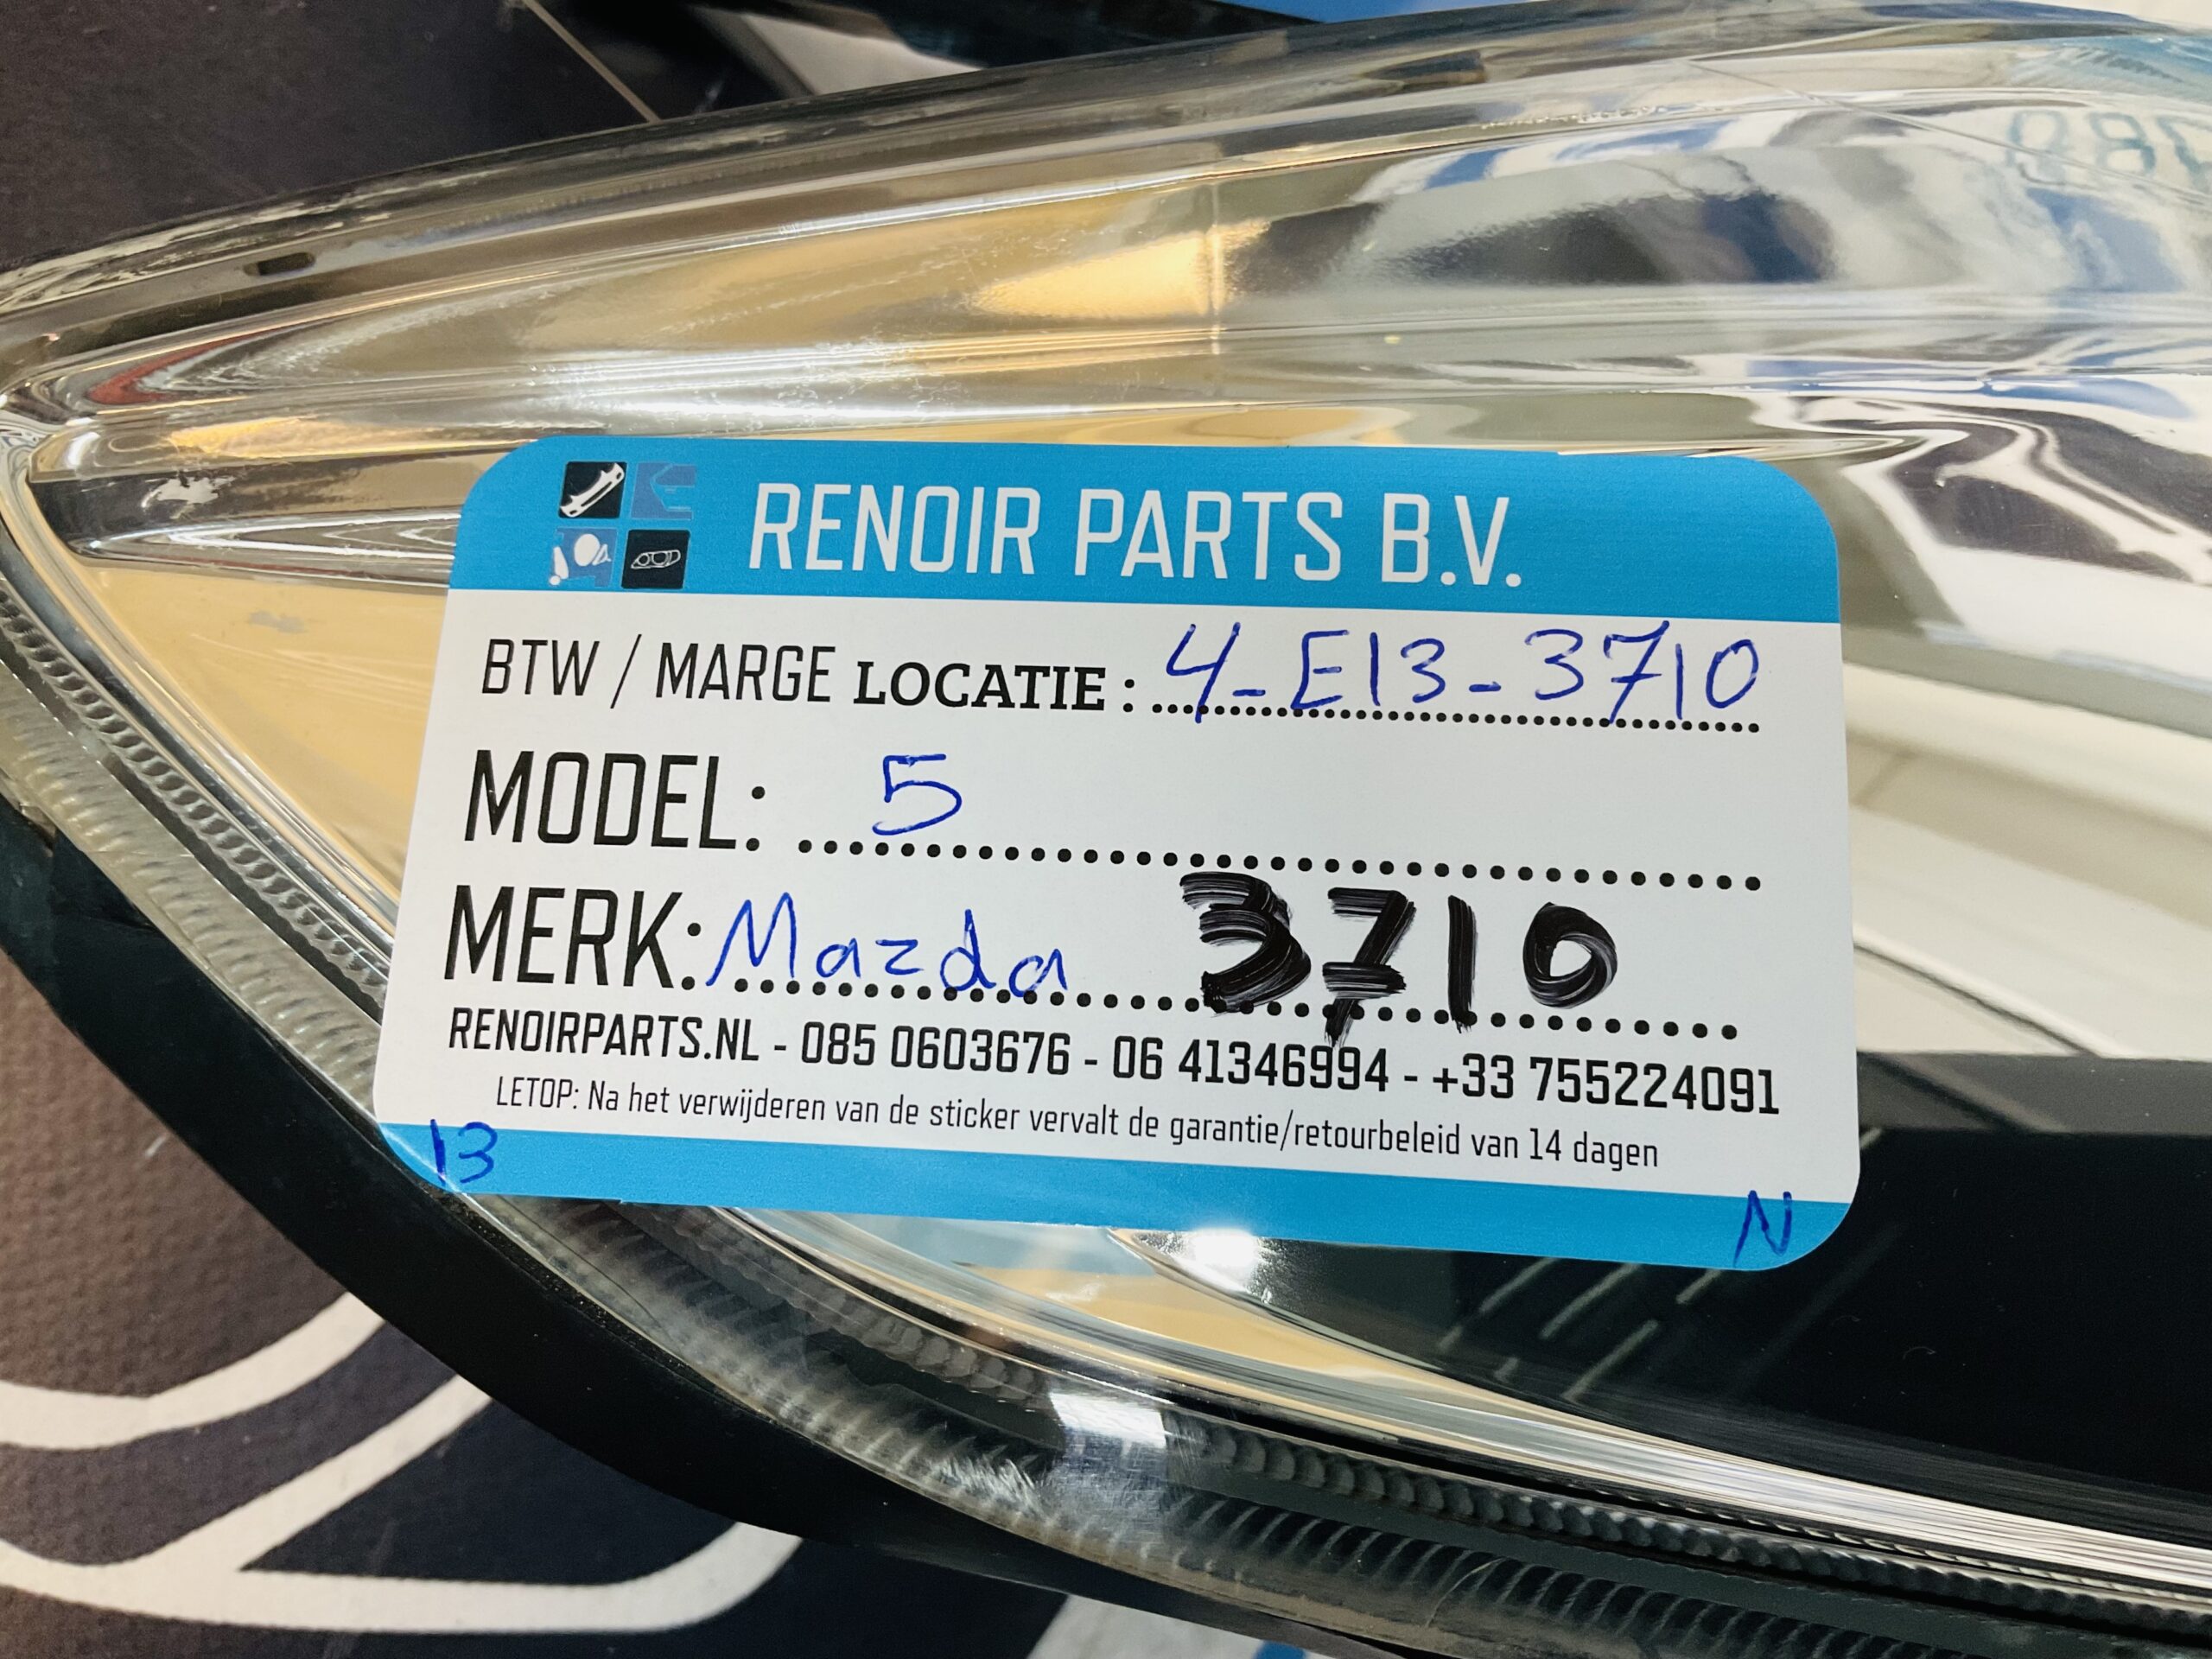 RENOIR PARTS B.V.
BTW / MARGE LOCATIE : 4-E13-3710
MODEL: 5
MERK: Mazda 3710
RENOIRPARTS.NL - 085 0603676 - 06 41346994 - +33 755224091
LETOP: Na het verwijderen van de sticker vervalt de garantie/retourbeleid van 14 dagen
13
N